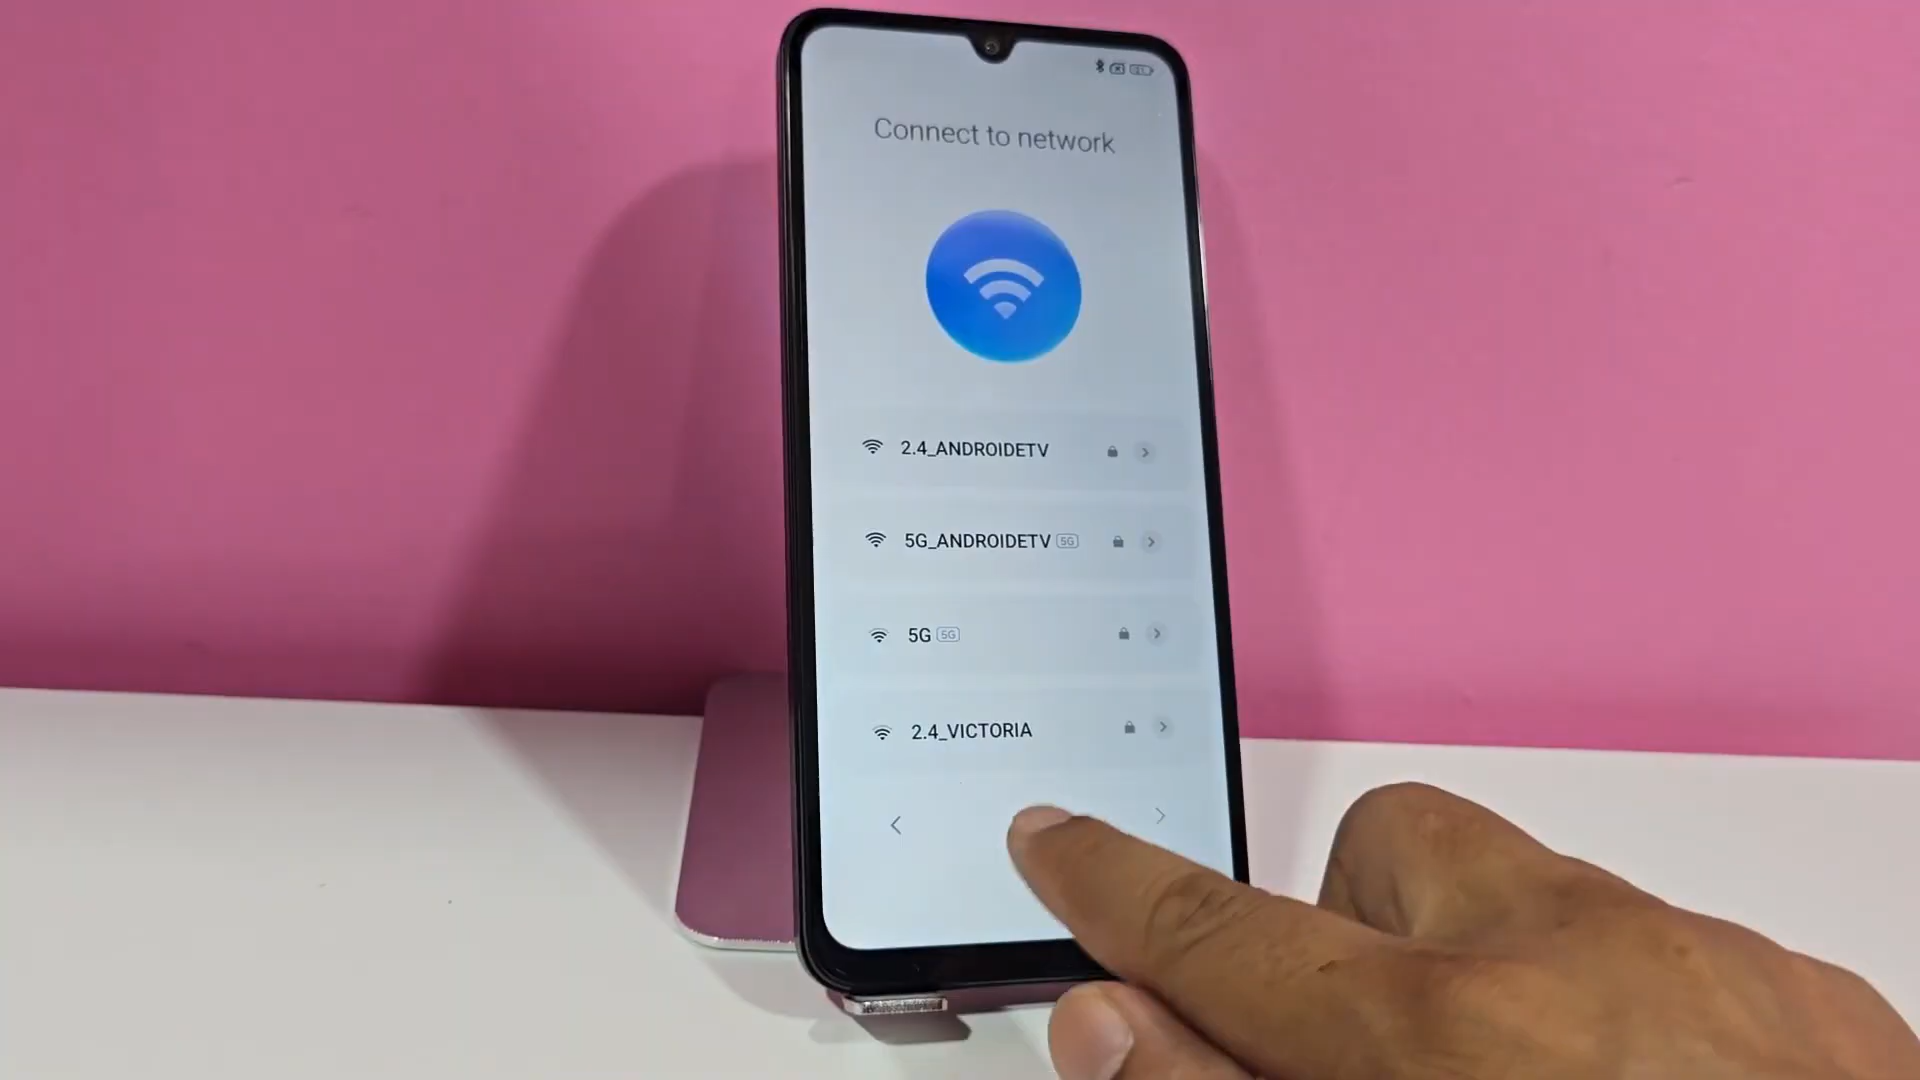 Connect to network
2.4_ANDROIDETV
5G_ANDROIDETV 5G
5G 5G
2.4_VICTORIA